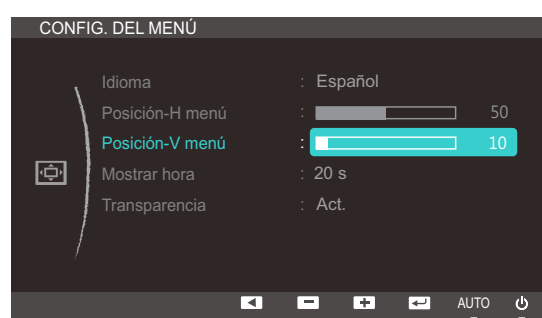 CONFIG. DEL MENÚ
Idioma : Español
Posición-H menú : 50
Posición-V menú : 10
Mostrar hora : 20 s
Transparencia : Act.
AUTO